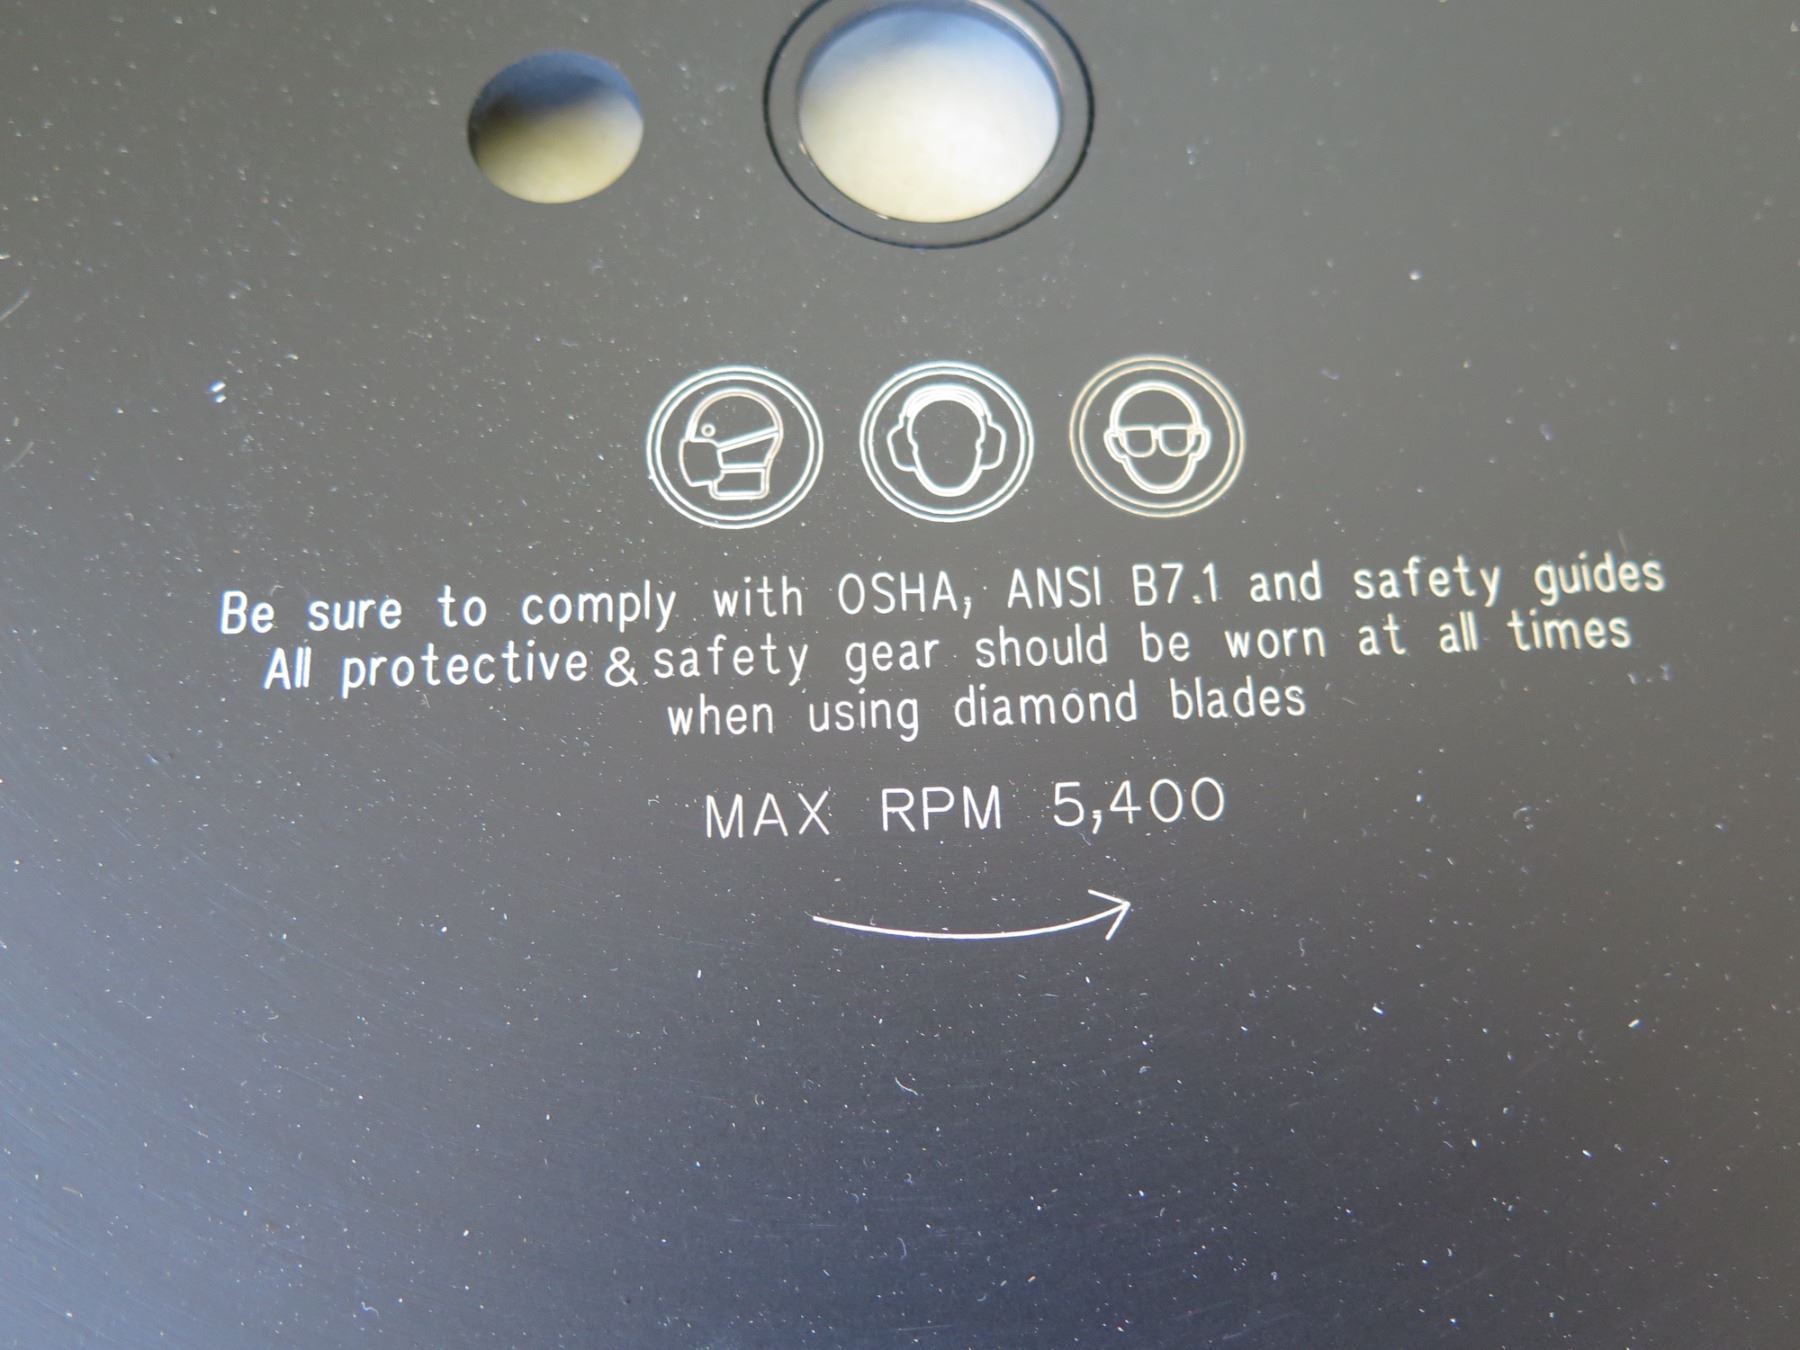 Be sure to comply with OSHA, ANSI B7.1 and safety guides
All protective & safety gear should be worn at all times
when using diamond blades
MAX RPM 5,400